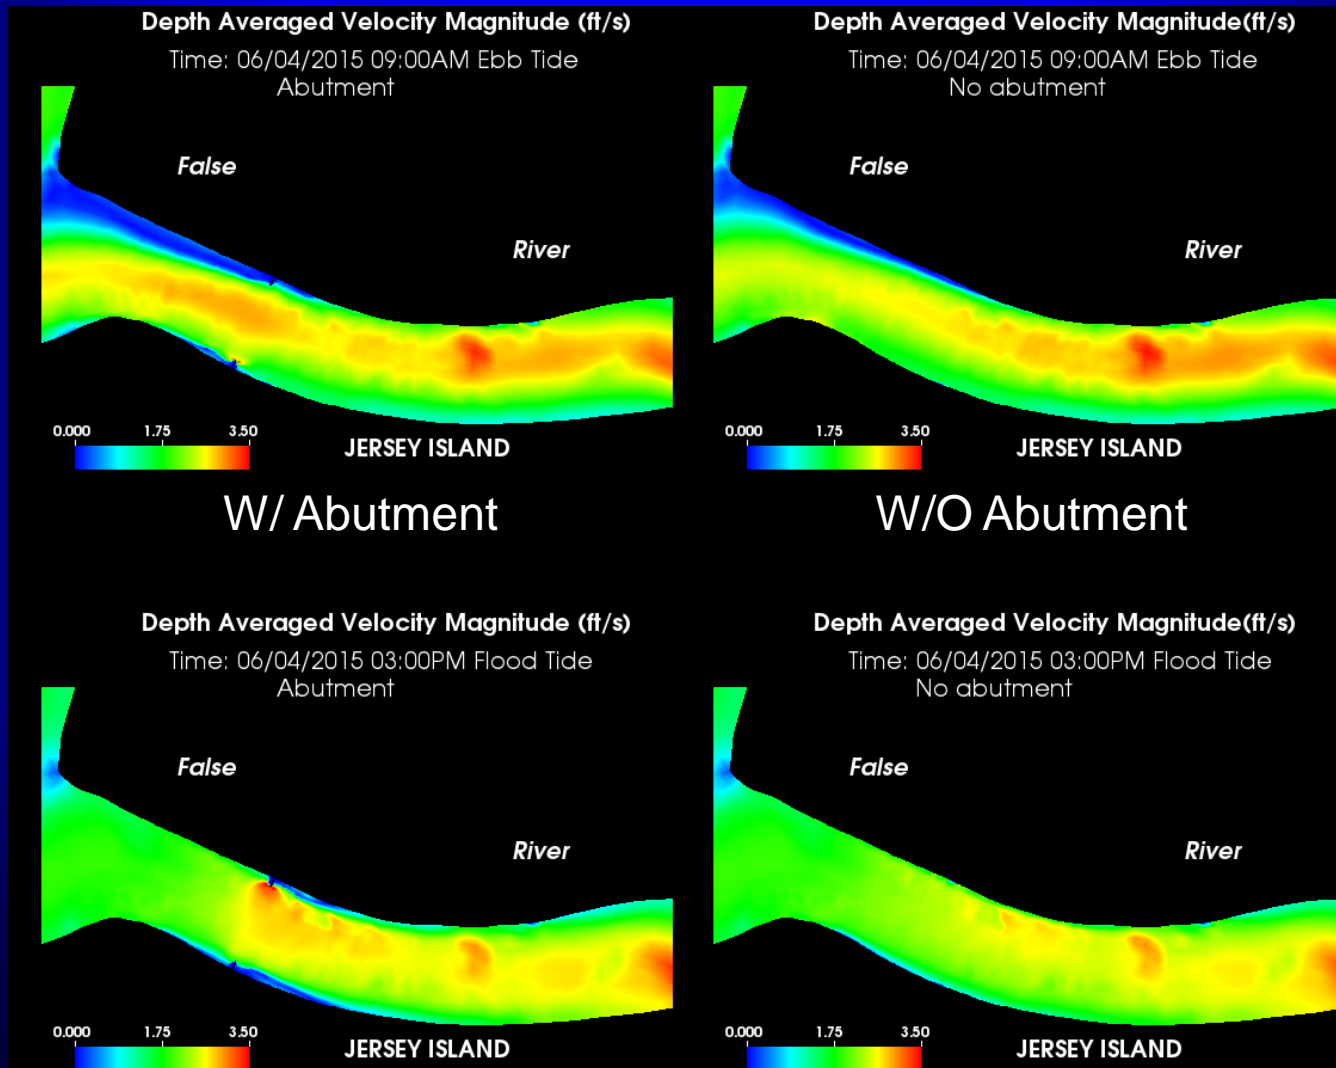 Depth Averaged Velocity Magnitude (ft/s)
Time: 06/04/2015 09:00AM Ebb Tide
Abutment
False
River
0.000 1.75 3.50
JERSEY ISLAND
W/ Abutment
Depth Averaged Velocity Magnitude(ft/s)
Time: 06/04/2015 09:00AM Ebb Tide
No abutment
False
River
0.000 1.75 3.50
JERSEY ISLAND
W/O Abutment
Depth Averaged Velocity Magnitude (ft/s)
Time: 06/04/2015 03:00PM Flood Tide
Abutment
False
River
0.000 1.75 3.50
JERSEY ISLAND
Depth Averaged Velocity Magnitude(ft/s)
Time: 06/04/2015 03:00PM Flood Tide
No abutment
False
River
0.000 1.75 3.50
JERSEY ISLAND